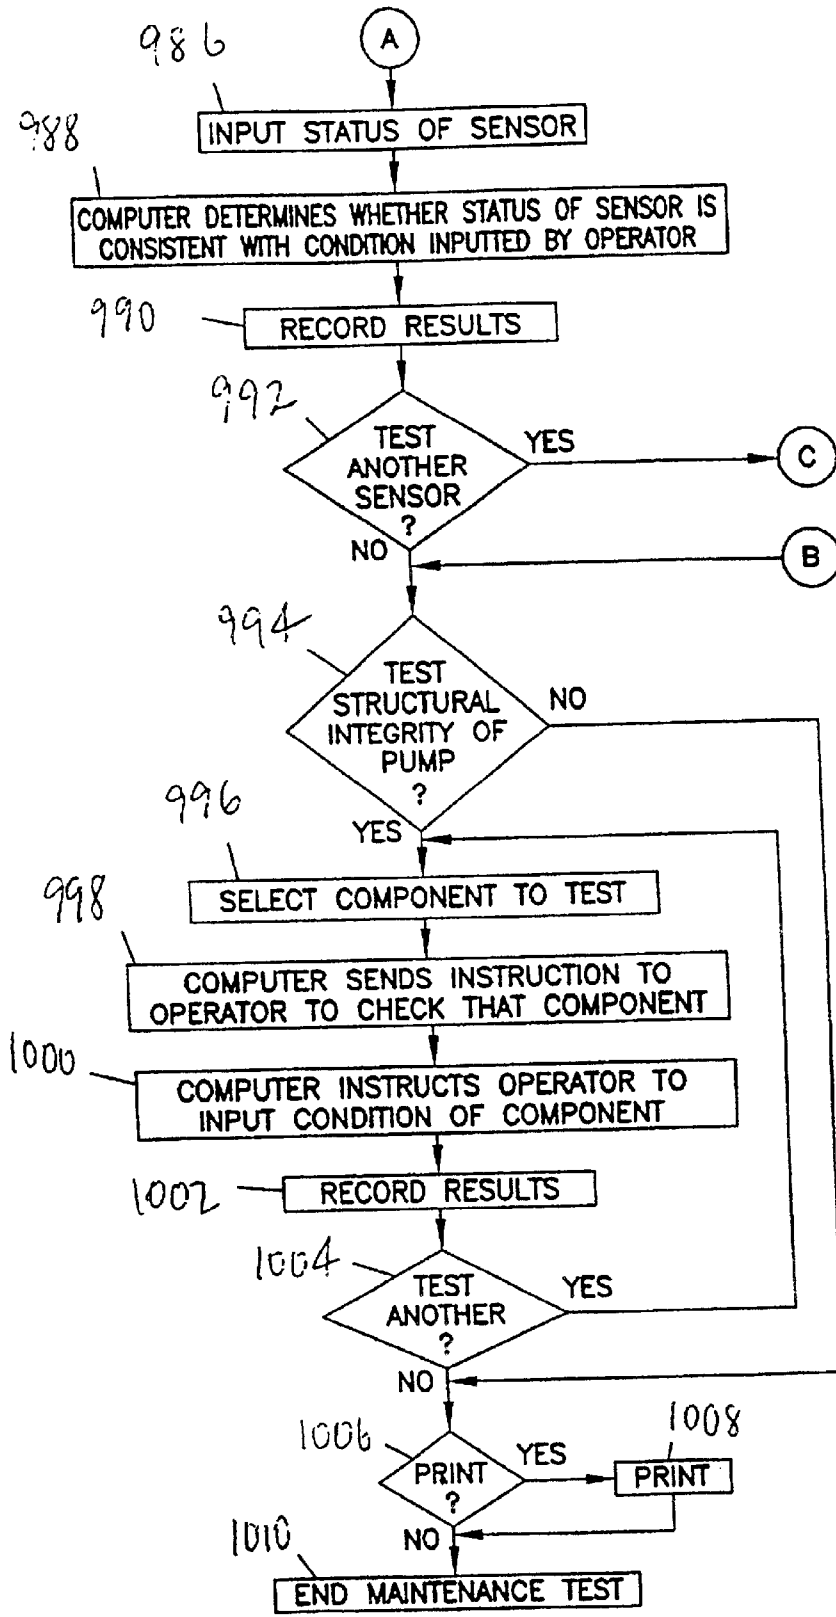 A
986
INPUT STATUS OF SENSOR
988
COMPUTER DETERMINES WHETHER STATUS OF SENSOR IS
CONSISTENT WITH CONDITION INPUTTED BY OPERATOR
990
RECORD RESULTS
992
TEST
ANOTHER
SENSOR
?
YES
C
NO
B
994
TEST
STRUCTURAL
INTEGRITY OF
PUMP
?
NO
YES
996
SELECT COMPONENT TO TEST
998
COMPUTER SENDS INSTRUCTION TO
OPERATOR TO CHECK THAT COMPONENT
1000
COMPUTER INSTRUCTS OPERATOR TO
INPUT CONDITION OF COMPONENT
1002
RECORD RESULTS
1004
TEST
ANOTHER
?
YES
NO
1006
PRINT
?
YES
1008
PRINT
NO
1010
END MAINTENANCE TEST